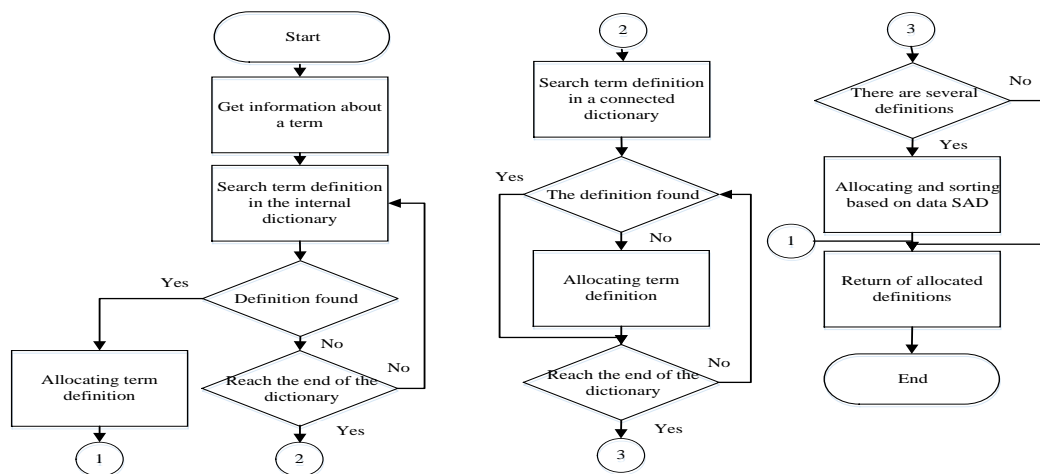 Start
Get information about
a term
Search term definition
in the internal
dictionary
Yes
Definition found
No
Allocating term
definition
Reach the end of the
dictionary
No
Yes
1
2
2
Search term definition
in a connected
dictionary
Yes
The definition found
No
Allocating term
definition
Reach the end of the
dictionary
No
Yes
3
3
There are several
definitions
No
Yes
Allocating and sorting
based on data SAD
1
Return of allocated
definitions
End